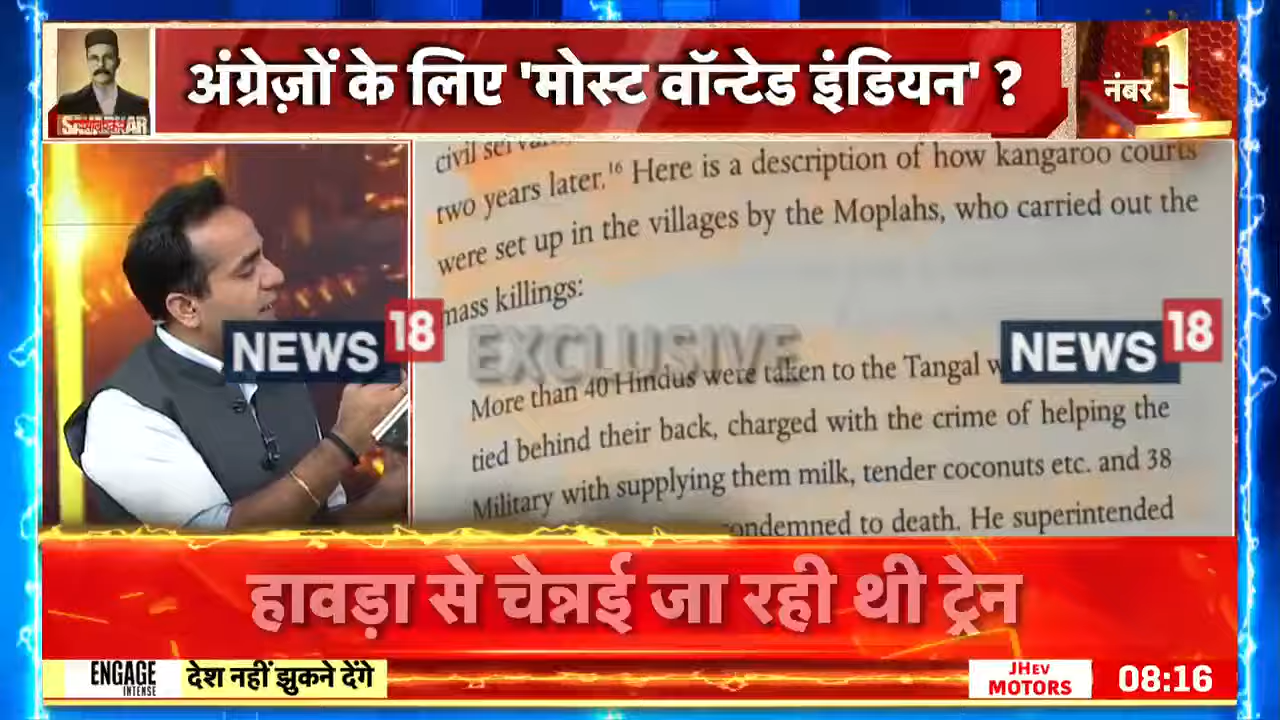 अंग्रेज़ों के लिए 'मोस्ट वॉन्टेड इंडियन' ?
नंबर 1
SAVARKAR
civil
two years later.16 Here is a description of how kangaroo courts
were set up in the villages by the Moplahs, who carried out the
mass killings:
NEWS 18
EXCLUSIVE
NEWS 18
More than 40 Hindus were taken to the Tangal
tied behind their back, charged with the crime of helping the
Military with supplying them milk, tender coconuts etc. and 38
condemned to death. He superintended
हावड़ा से चेन्नई जा रही थी ट्रेन
ENGAGE
INTENSE
देश नहीं झुकने देंगे
JHEV
MOTORS
08:16